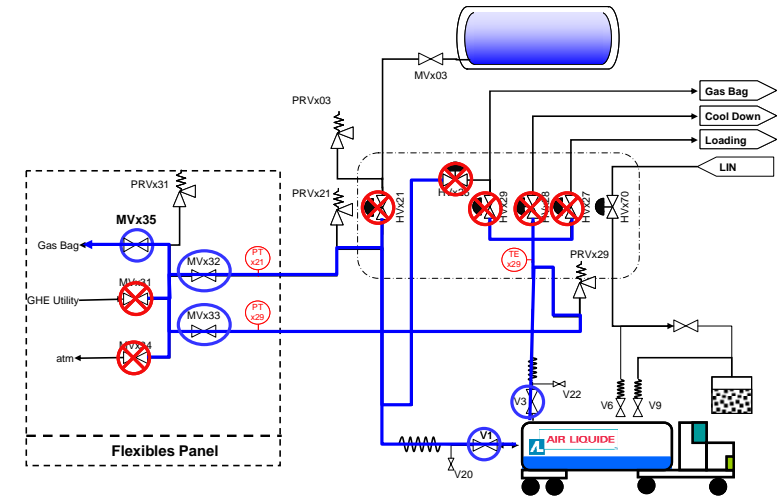 MVx03
Gas Bag
PRVx03
Cool Down
Loading
LIN
PRVx31
PRVx21
HVx21
HVx29
HVx27
HVx70
MVx35
Gas Bag
MVx32
PT
x21
TE
x29
PRVx29
GHE Utility
MVx33
PT
x29
atm
V3
V22
V6
V9
Flexibles Panel
V1
AIR LIQUIDE
V20